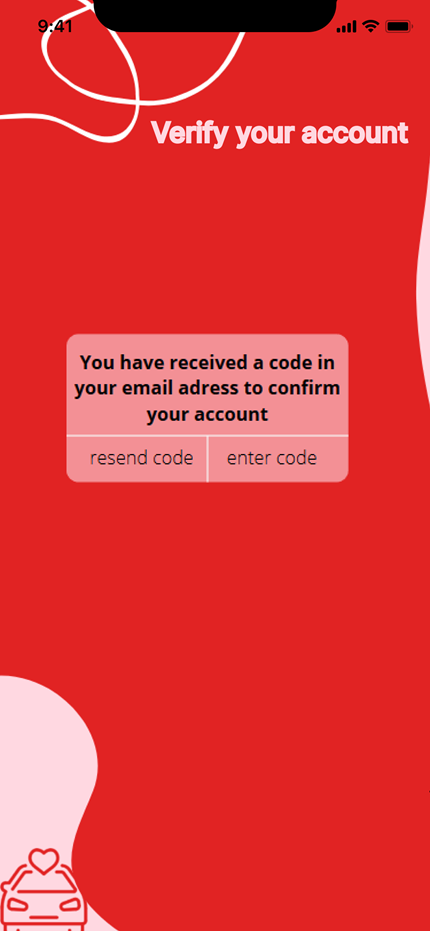 9:41
Verify your account
You have received a code in
your email adress to confirm
your account
resend code
enter code